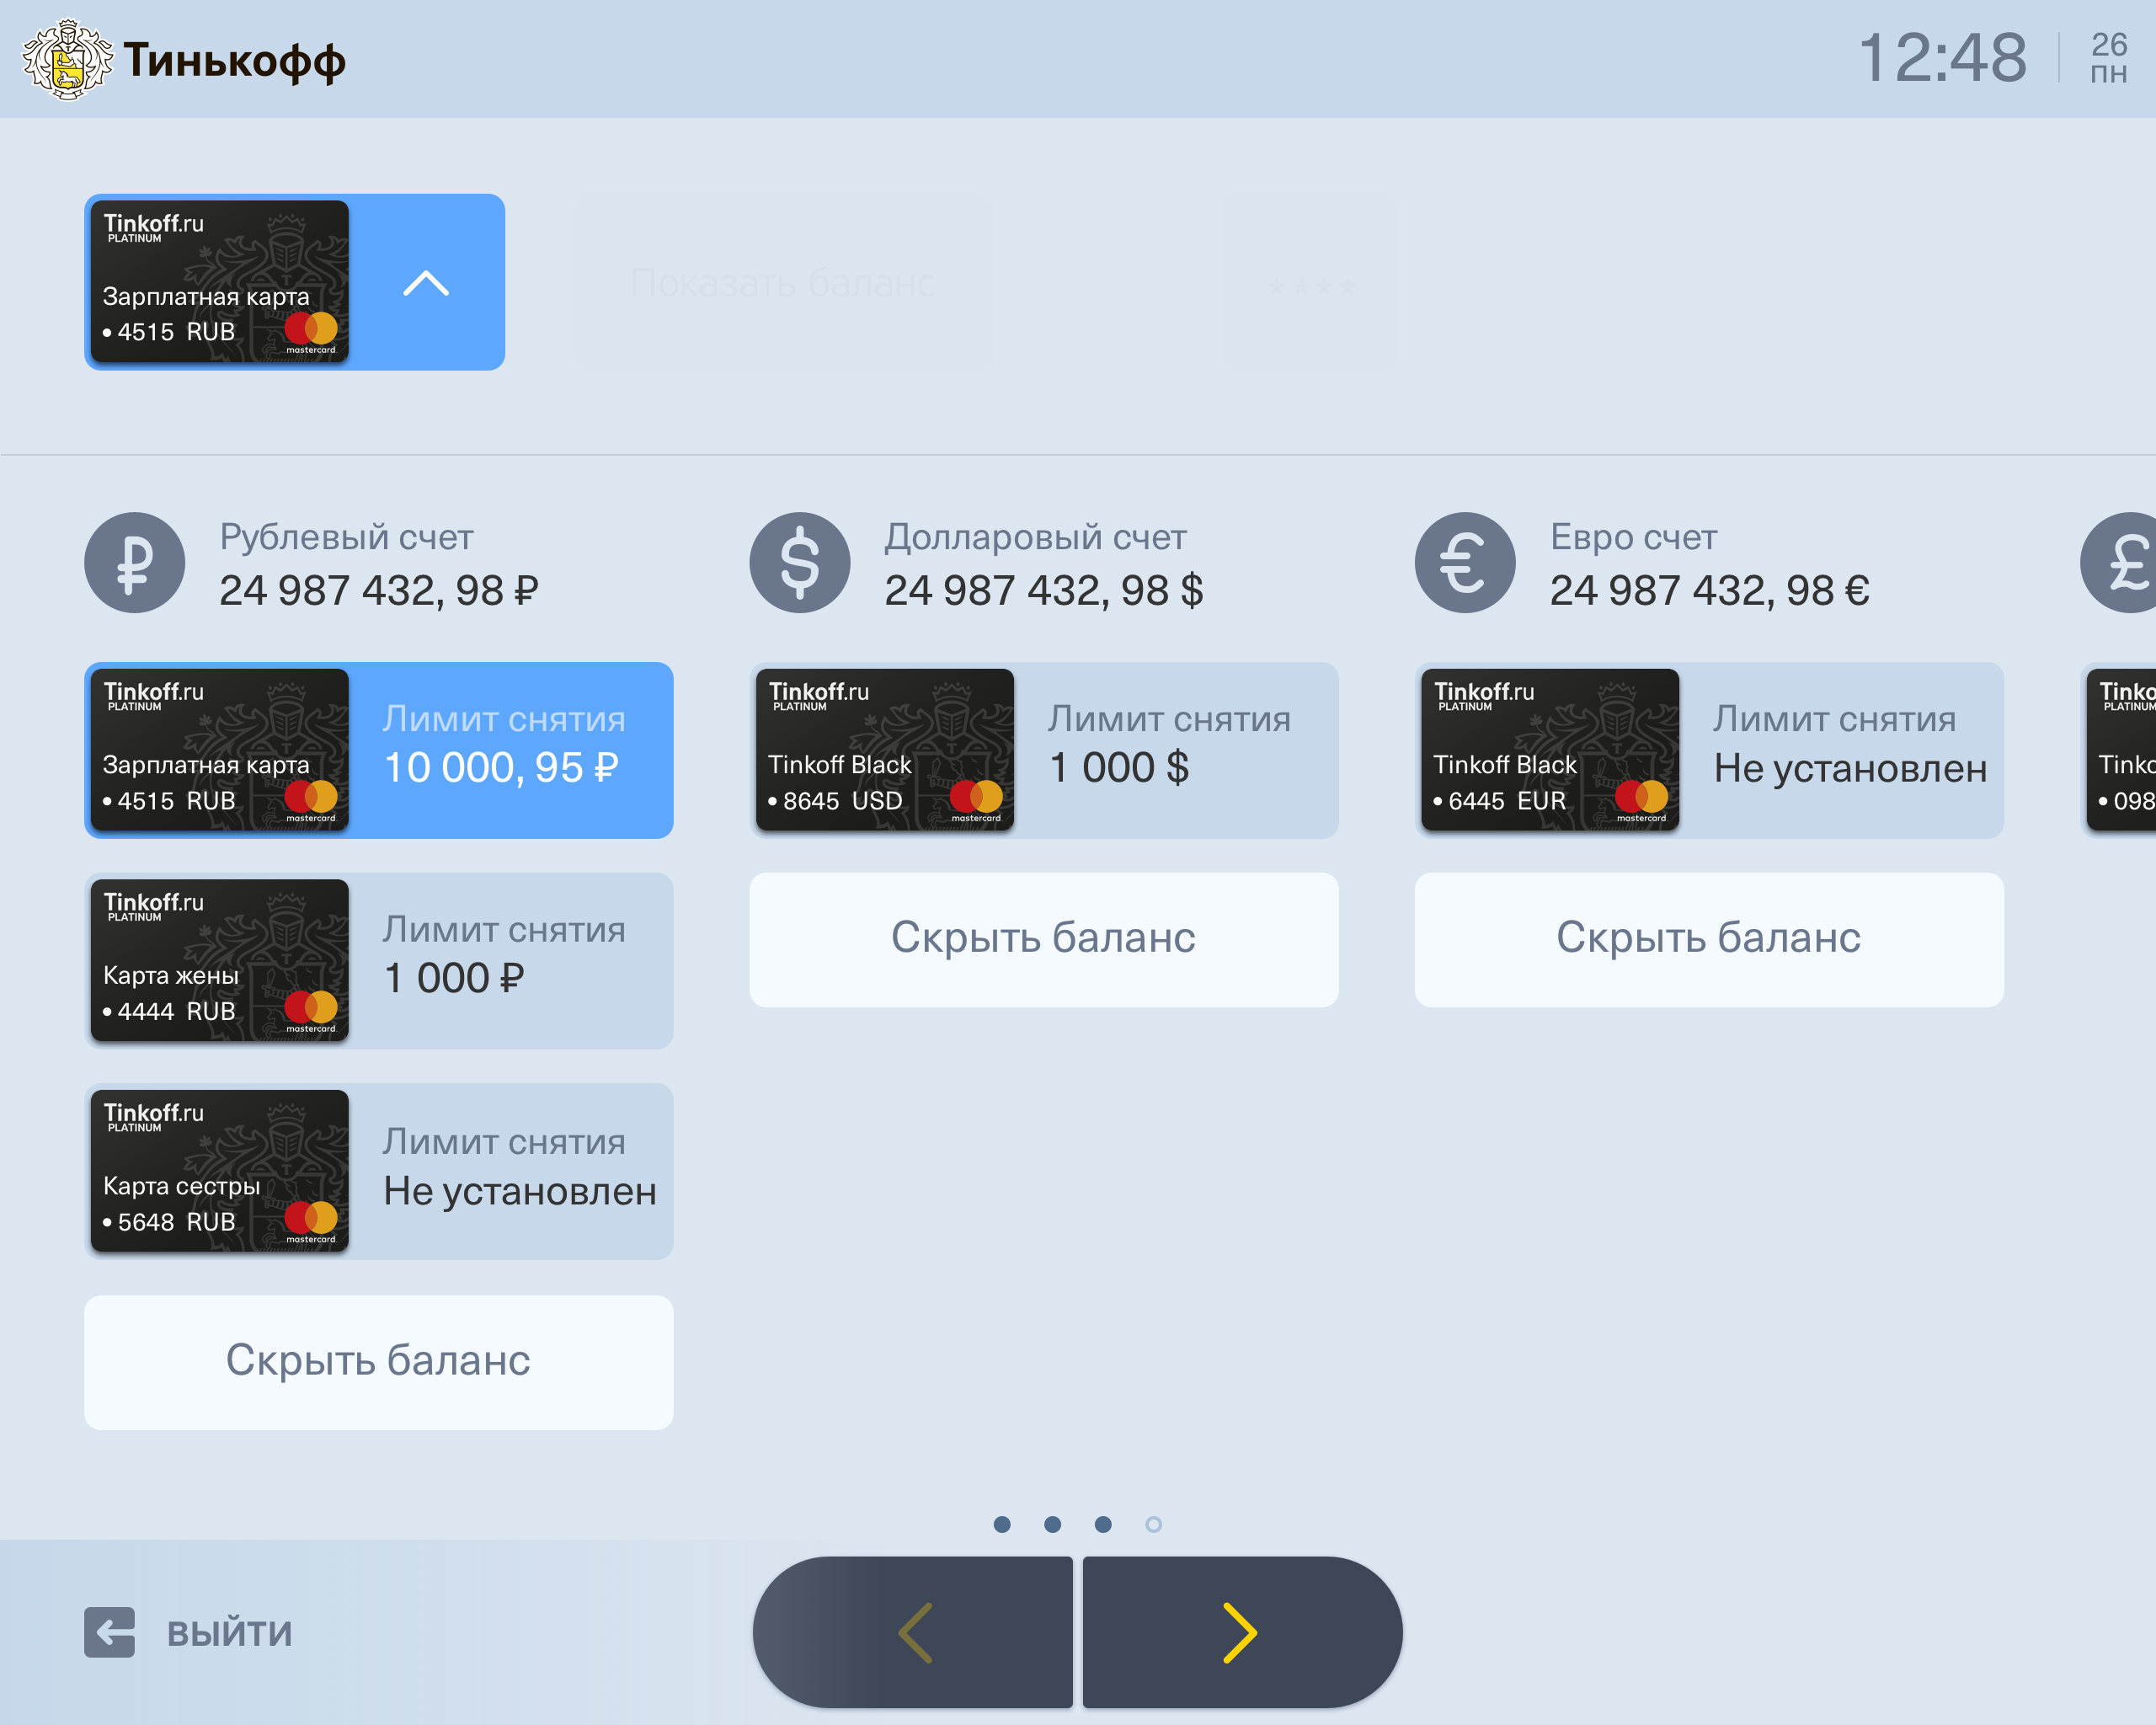 Тинькофф
12:48
26
пн
Tinkoff.ru
PLATINUM
Зарплатная карта
• 4515 RUB
mastercard
Показать баланс
★★★★
Рублевый счет
24 987 432, 98 ₽
Tinkoff.ru
PLATINUM
Зарплатная карта
• 4515 RUB
mastercard
Лимит снятия
10 000, 95 ₽
Tinkoff.ru
PLATINUM
Карта жены
• 4444 RUB
mastercard
Лимит снятия
1 000 ₽
Tinkoff.ru
PLATINUM
Карта сестры
• 5648 RUB
mastercard
Лимит снятия
Не установлен
Скрыть баланс
Долларовый счет
24 987 432, 98 $
Tinkoff.ru
PLATINUM
Tinkoff Black
• 8645 USD
mastercard
Лимит снятия
1 000 $
Скрыть баланс
Евро счет
24 987 432, 98 €
Tinkoff.ru
PLATINUM
Tinkoff Black
• 6445 EUR
mastercard
Лимит снятия
Не установлен
Скрыть баланс
£
• 098
ВЫЙТИ